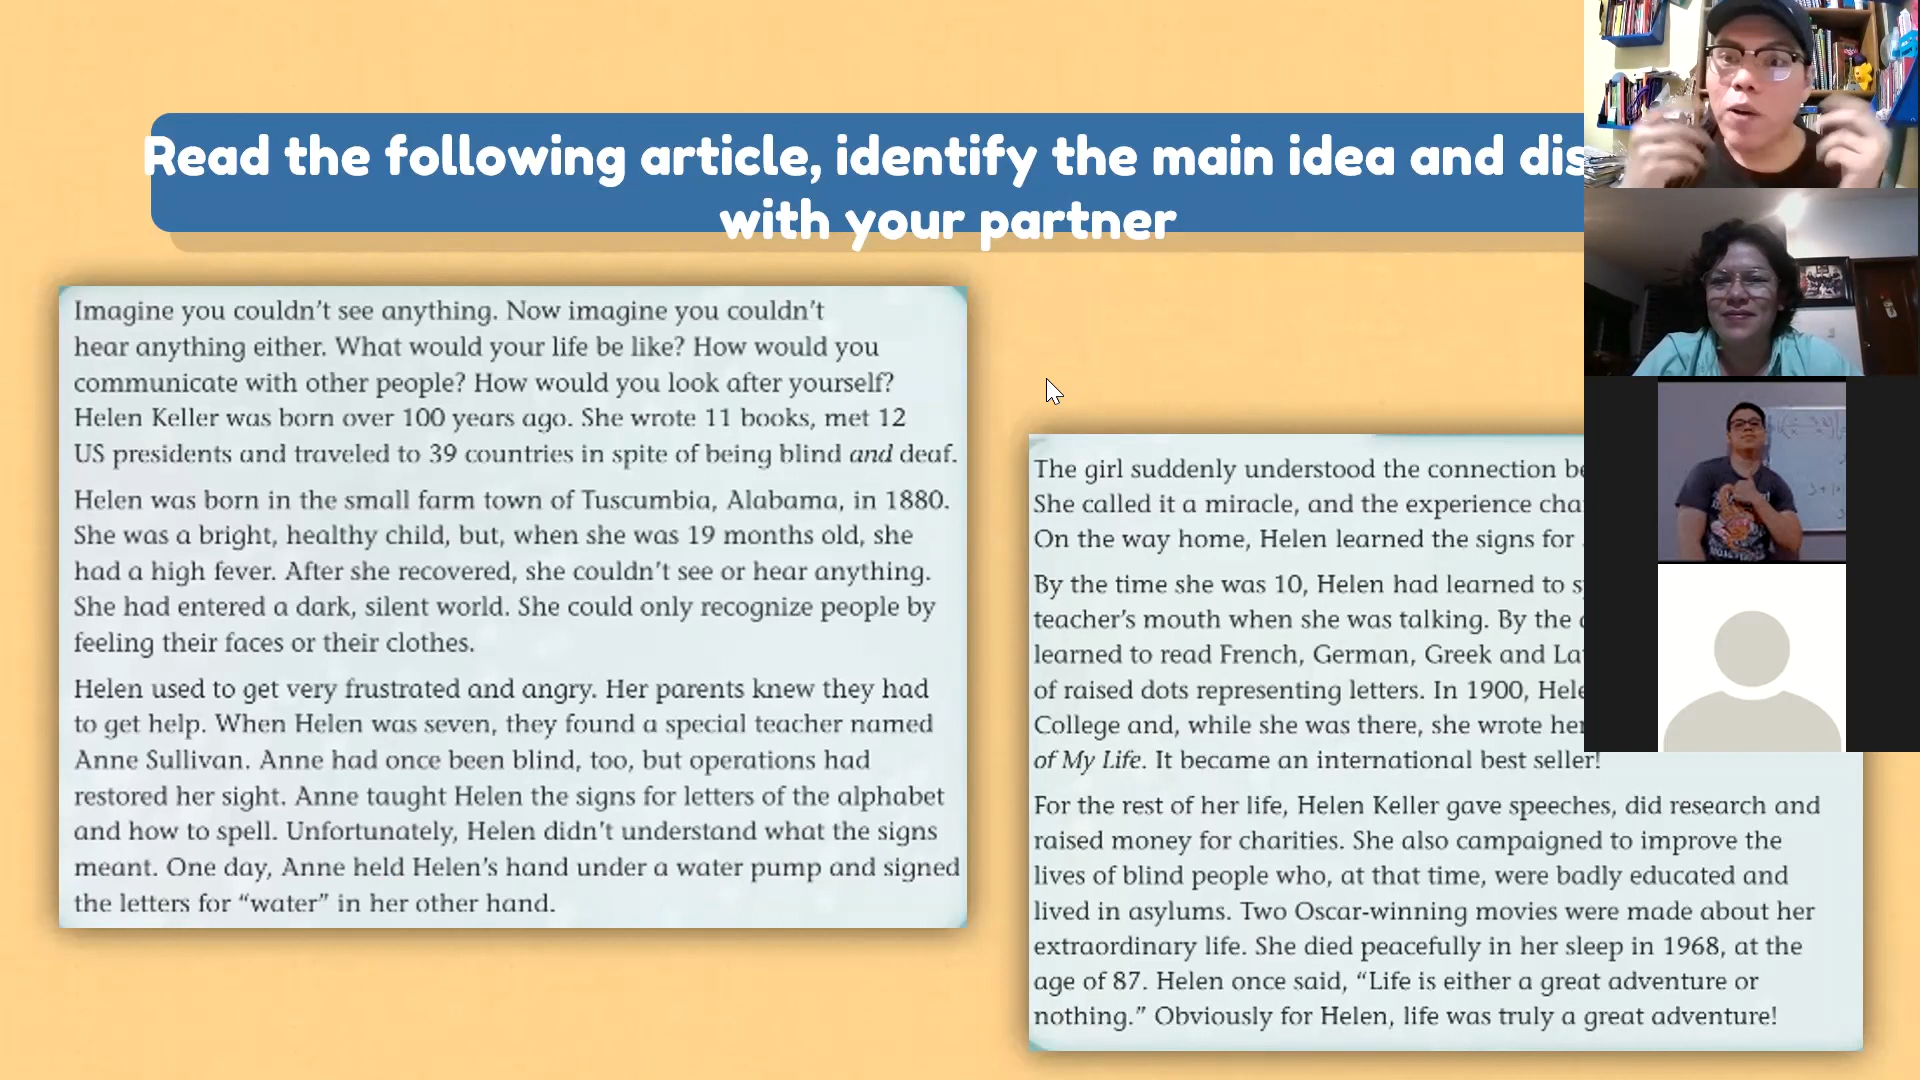 Read the following article, identify the main idea and dis
with your partner
Imagine you couldn't see anything. Now imagine you couldn't
hear anything either. What would your life be like? How would you
communicate with other people? How would you look after yourself?
Helen Keller was born over 100 years ago. She wrote 11 books, met 12
US presidents and traveled to 39 countries in spite of being blind and deaf.
Helen was born in the small farm town of Tuscumbia, Alabama, in 1880.
She was a bright, healthy child, but, when she was 19 months old, she
had a high fever. After she recovered, she couldn't see or hear anything.
She had entered a dark, silent world. She could only recognize people by
feeling their faces or their clothes.
Helen used to get very frustrated and angry. Her parents knew they had
to get help. When Helen was seven, they found a special teacher named
Anne Sullivan. Anne had once been blind, too, but operations had
restored her sight. Anne taught Helen the signs for letters of the alphabet
and how to spell. Unfortunately, Helen didn't understand what the signs
meant. One day, Anne held Helen's hand under a water pump and signed
the letters for "water" in her other hand.
The girl suddenly understood the connection be
She called it a miracle, and the experience cha
On the way home, Helen learned the signs for
By the time she was 10, Helen had learned to s
teacher's mouth when she was talking. By the
learned to read French, German, Greek and La
of raised dots representing letters. In 1900, Hele
College and, while she was there, she wrote her
of My Life. It became an international best seller!
For the rest of her life, Helen Keller gave speeches, did research and
raised money for charities. She also campaigned to improve the
lives of blind people who, at that time, were badly educated and
lived in asylums. Two Oscar-winning movies were made about her
extraordinary life. She died peacefully in her sleep in 1968, at the
age of 87. Helen once said, "Life is either a great adventure or
nothing." Obviously for Helen, life was truly a great adventure!